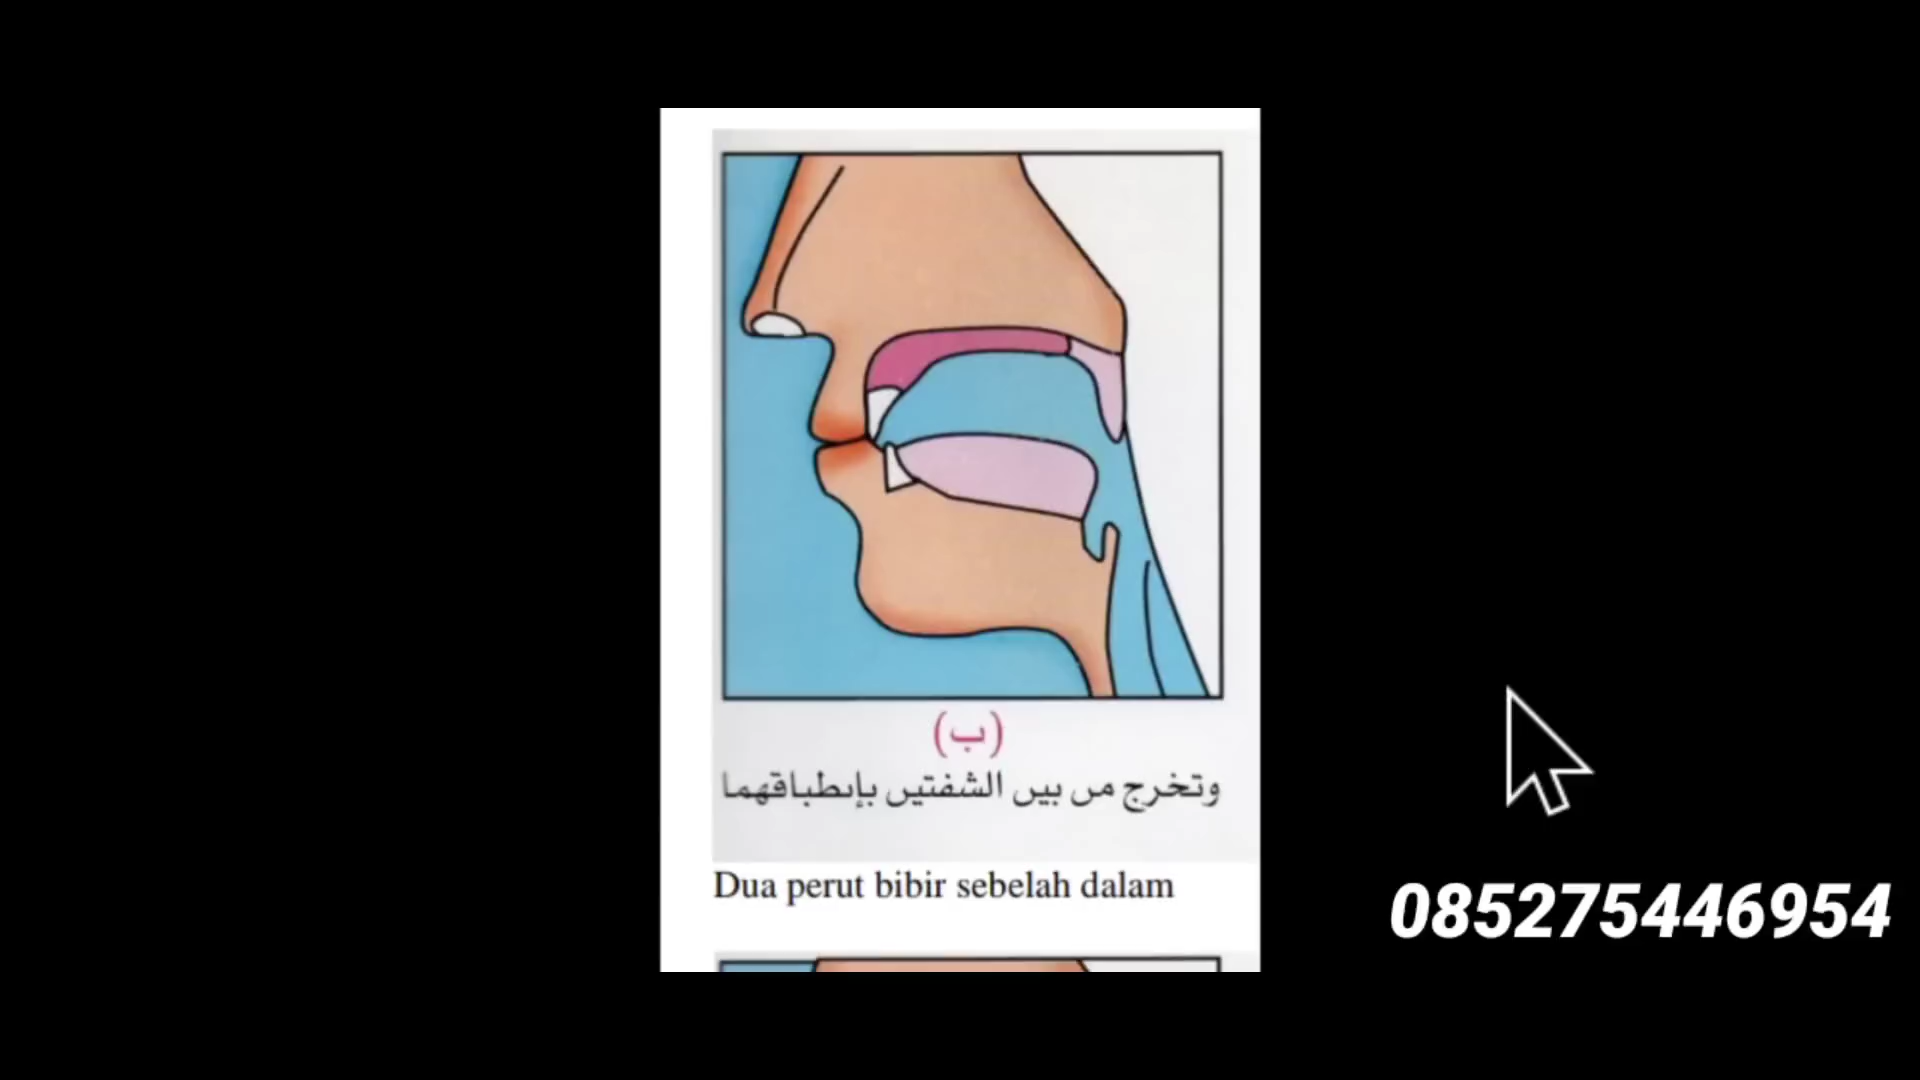 (ب)
وتخرج من بين الشفتين بإنطباقهما
Dua perut bibir sebelah dalam
085275446954